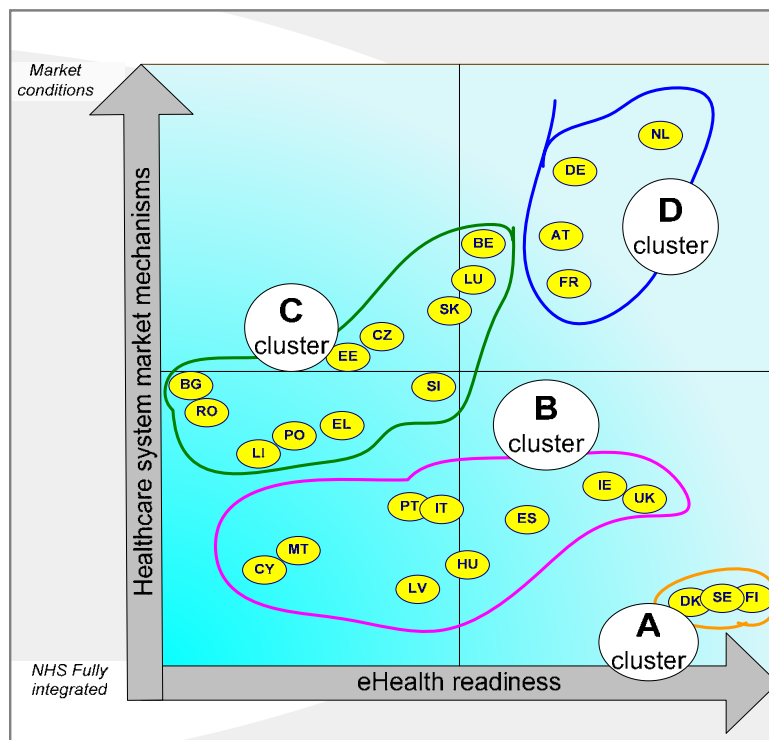 Market
conditions
Healthcare system market mechanisms
NHS Fully
integrated
eHealth readiness
NL
DE
D
cluster
AT
FR
BE
LU
SK
C
cluster
CZ
EE
BG
RO
SI
EL
PO
LI
B
cluster
IE
UK
PT
IT
ES
MT
CY
HU
LV
DK
SE
FI
A
cluster